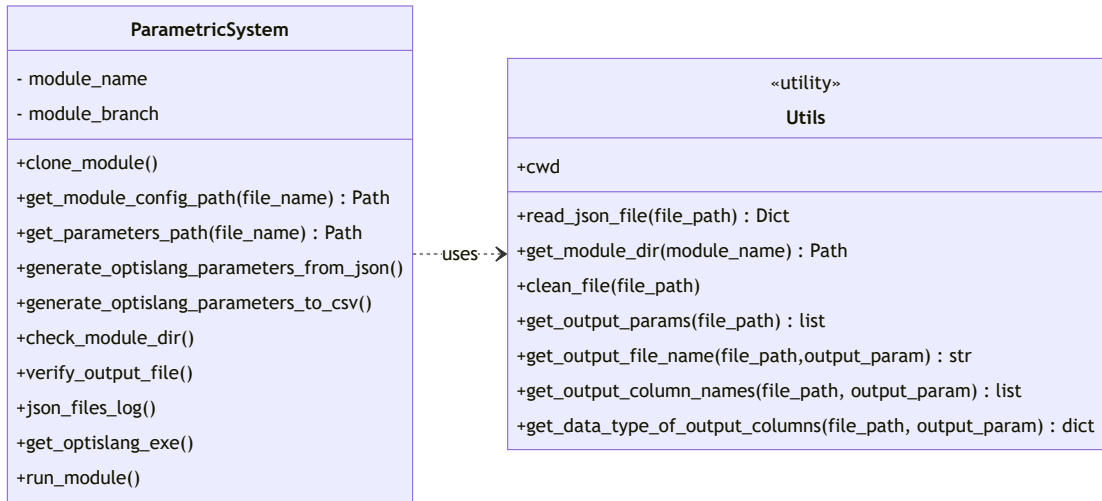 ParametricSystem
- module_name
- module_branch
+clone_module()
+get_module_config_path(file_name) : Path
+get_parameters_path(file_name) : Path
+generate_optislang_parameters_from_json()
+generate_optislang_parameters_to_csv()
+check_module_dir()
+verify_output_file()
+json_files_log()
+get_optislang_exe()
+run_module()
uses
«utility»
Utils
+cwd
+read_json_file(file_path) : Dict
+get_module_dir(module_name) : Path
+clean_file(file_path)
+get_output_params(file_path) : list
+get_output_file_name(file_path,output_param) : str
+get_output_column_names(file_path, output_param) : list
+get_data_type_of_output_columns(file_path, output_param) : dict